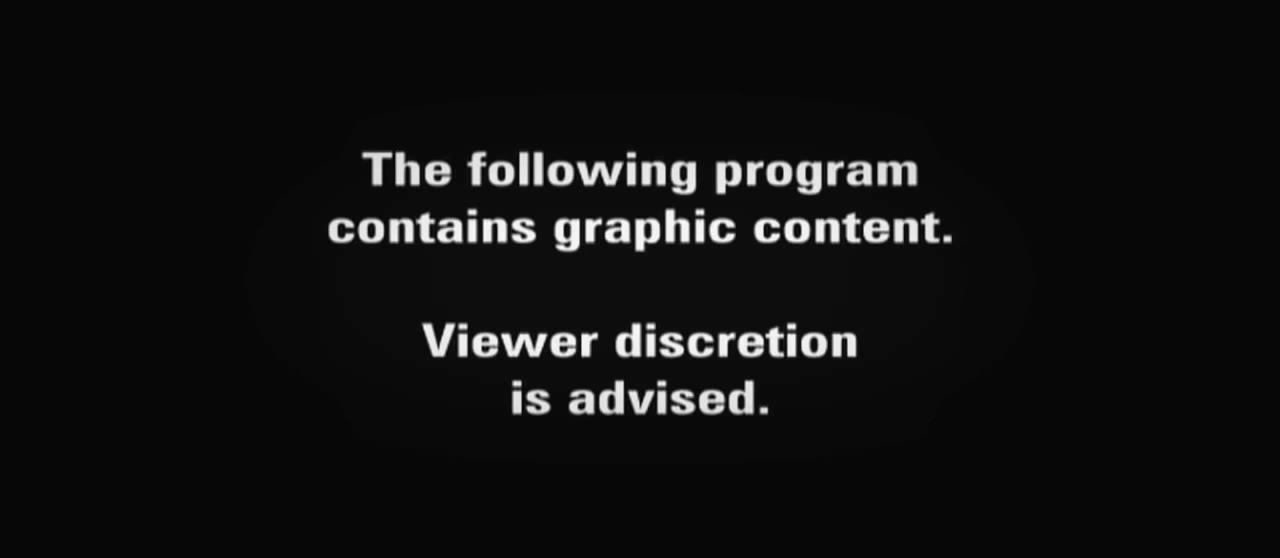 The following program
contains graphic content.
Viewer discretion
is advised.